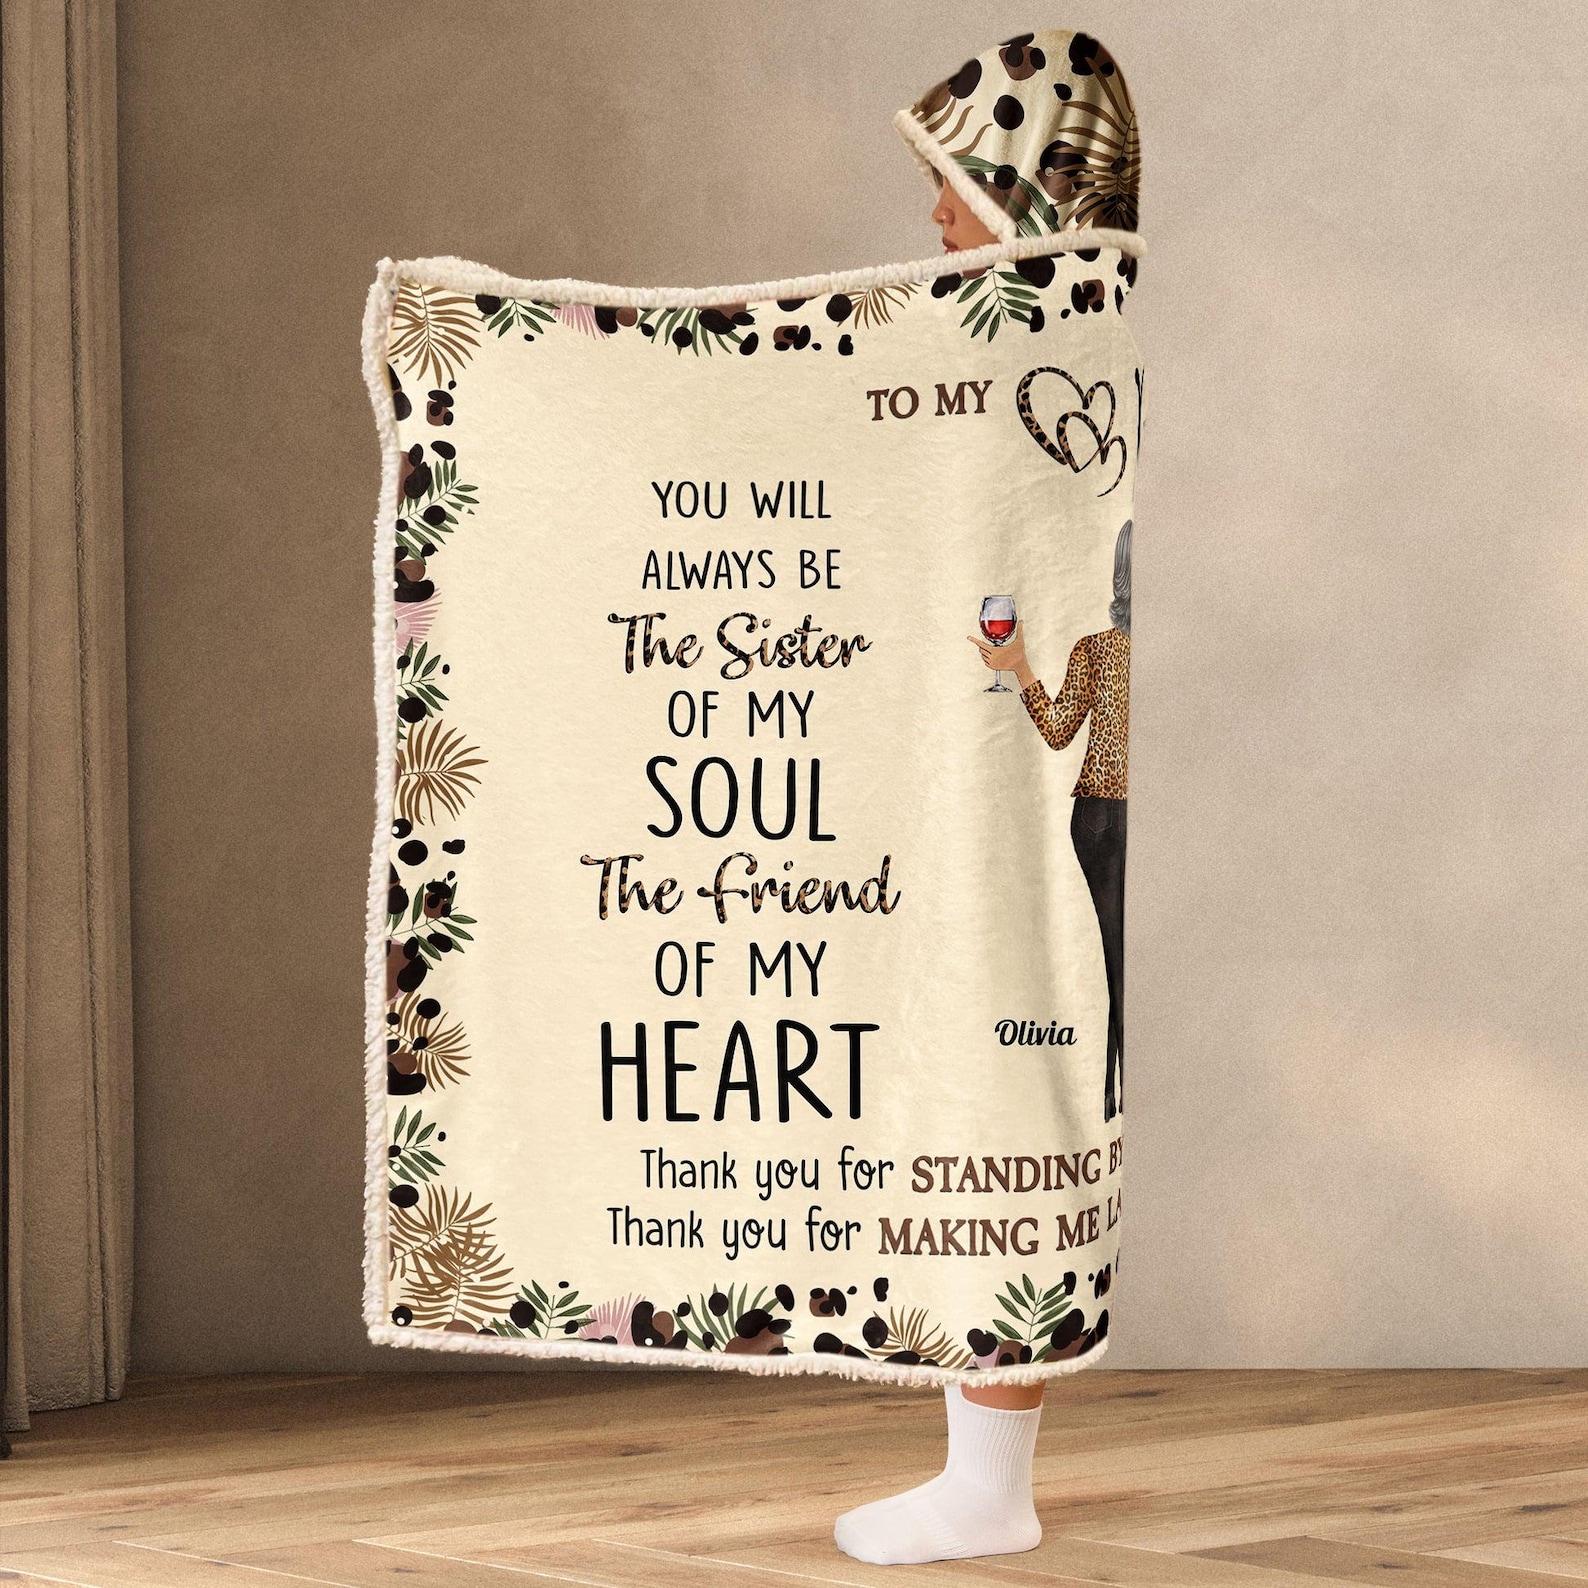 TO MY
YOU WILL
ALWAYS BE
The Sister
OF MY
SOUL
The Friend
OF MY
HEART
Olivia
Thank you for STANDING BY
Thank you for MAKING ME